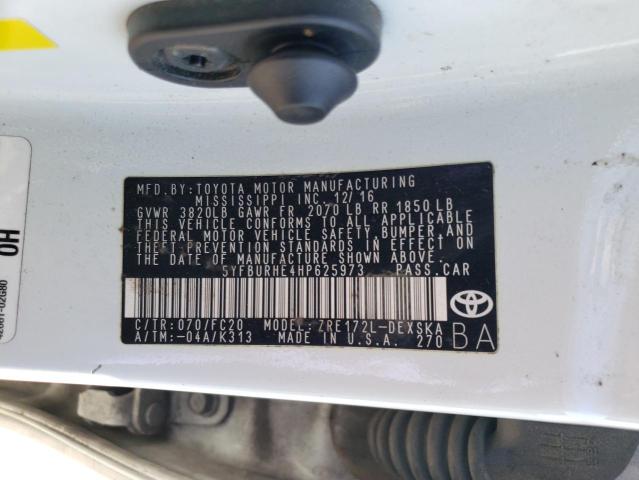 MFD. BY: TOYOTA MOTOR MANUFACTURING
MISSISSIPPI INC. 12/16
GVWR 3820LB GAWR FR 2070 LB RR 1850 LB
THIS VEHICLE CONFORMS TO ALL APPLICABLE
FEDERAL MOTOR VEHICLE SAFETY, BUMPER, AND
THEFT-PREVENTION STANDARDS IN EFFECT ON
THE DATE OF MANUFACTURE SHOWN ABOVE.
5YFBURHE4HP625973 PASS. CAR
C/TR: 070/FC20 MODEL: ZRE172L-DEXSKA
A/TM: -04A/K313 MADE IN U.S.A. 270 BA
TOYOTA
OH